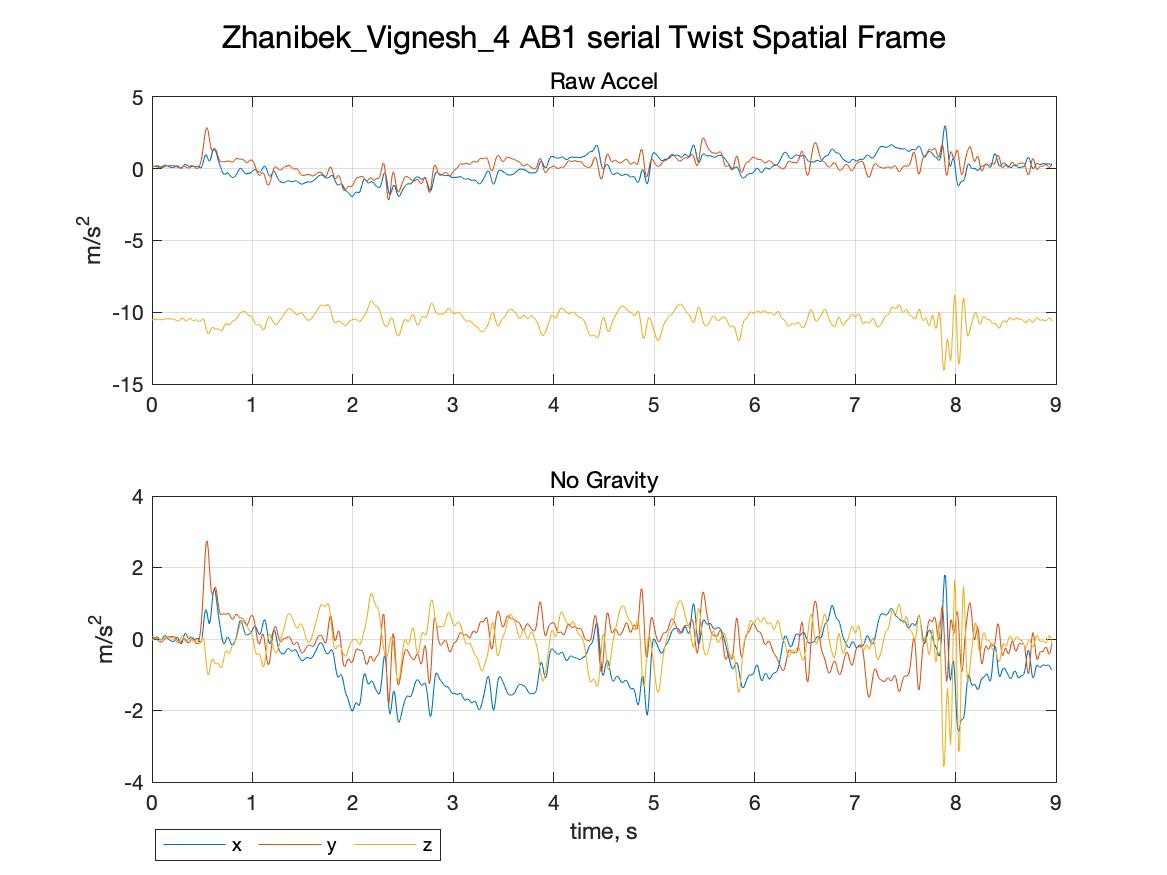 Zhanibek_Vignesh_4 AB1 serial Twist Spatial Frame
Raw Accel
5
0
-5
-10
-15
m/s²
0 1 2 3 4 5 6 7 8 9
No Gravity
4
2
0
-2
-4
m/s²
0 1 2 3 4 5 6 7 8 9
time, s
x y z